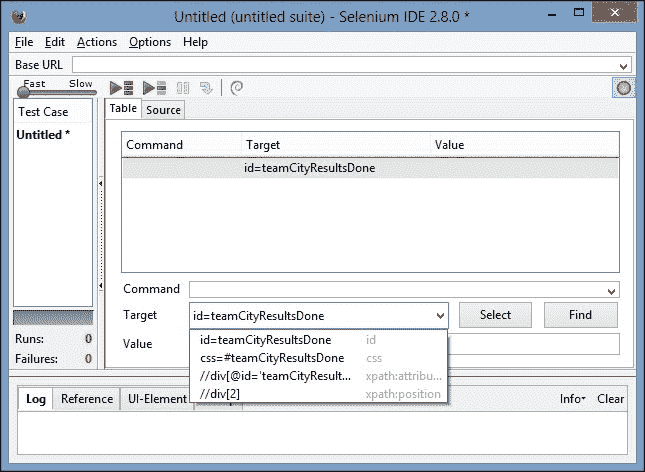 Untitled (untitled suite) - Selenium IDE 2.8.0 *
File Edit Actions Options Help
Base URL
Fast Slow
Test Case
Untitled *
Table Source
Command Target Value
id=teamCityResultsDone
Command
Target id=teamCityResultsDone Select Find
Value
id=teamCityResultsDone id
css=#teamCityResultsDone css
//div[@id='teamCityResult... xpath:attribu...
//div[2] xpath:position
Runs: 0
Failures: 0
Log Reference UI-Element Info Clear